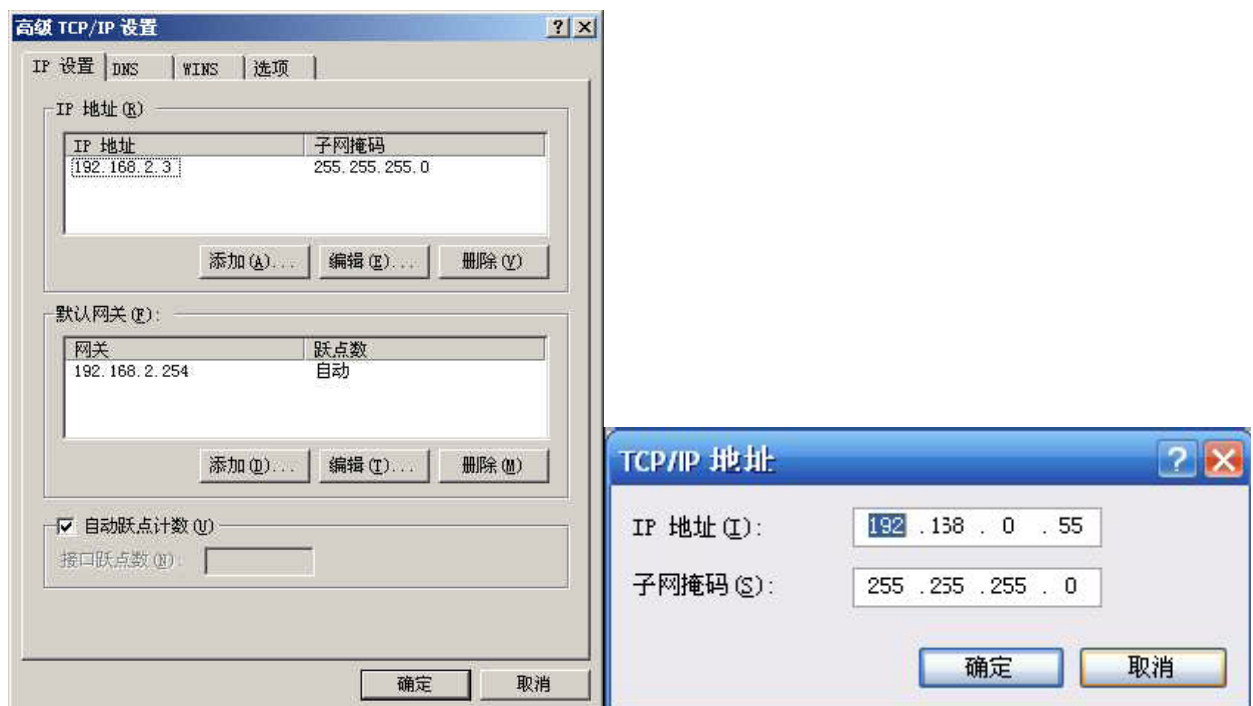 高级 TCP/IP 设置
IP 设置 DNS WINS 选项
IP 地址(R)
IP 地址 子网掩码
192.168.2.3 255.255.255.0
添加(A)... 编辑(E)... 删除(V)
默认网关(F):
网关 跃点数
192.168.2.254 自动
添加(D)... 编辑(T)... 删除(M)
自动跃点计数(U)
接口跃点数(N):
确定 取消
TCP/IP 地址
IP 地址(I): 192 .168 . 0 . 55
子网掩码(S): 255 .255 .255 . 0
确定 取消